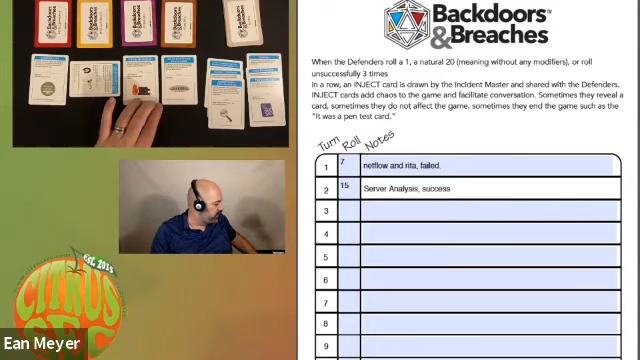 Backdoors™
&Breaches
When the Defenders roll a 1, a natural 20 (meaning without any modifiers), or roll
unsuccessfully 3 times
in a row, an INJECT card is drawn by the Incident Master and shared with the Defenders.
INJECT cards add chaos to the game and facilitate conversation. Sometimes they reveal a
card, sometimes they do not affect the game, sometimes they end the game such as the
"It was a pen test card."
Turn Roll Notes
1 7 netflow and rita, failed.
2 15 Server Analysis, success
3
4
5
6
7
8
9
EST. 2015
CITRUS
SEC
Ean Meyer